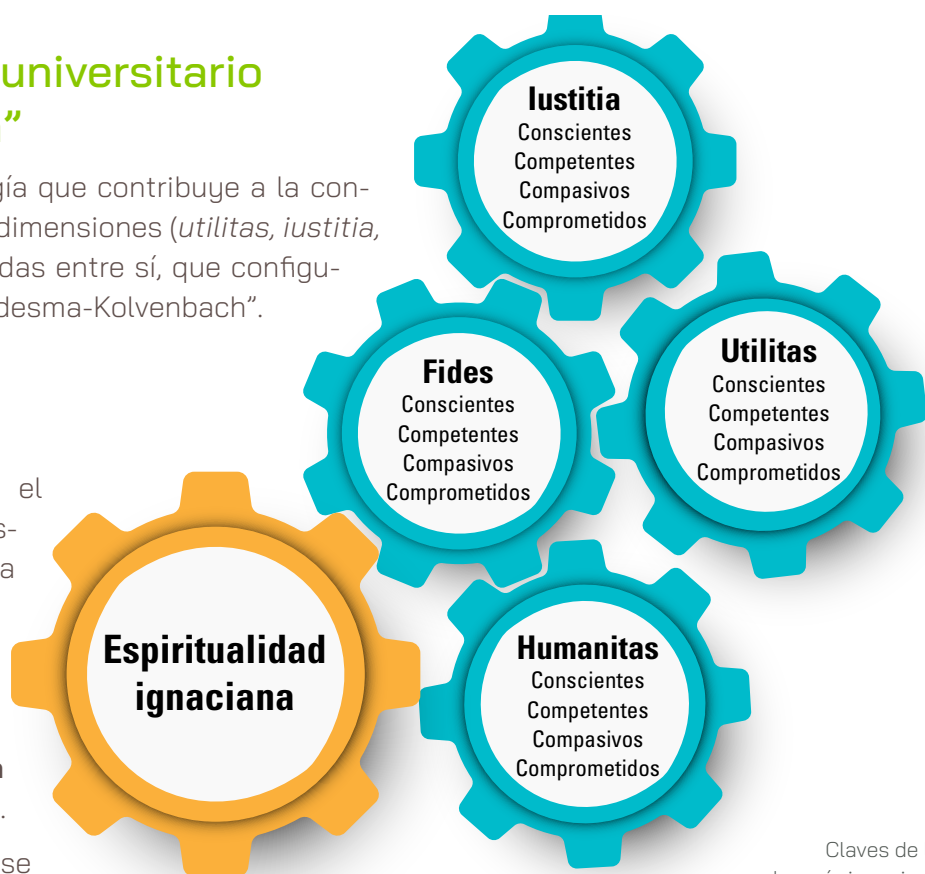 universitario
”
gía que contribuye a la con-
dimensiones (utilitas, iustitia,
das entre sí, que configu-
desma-Kolvenbach”.
Iustitia
Conscientes
Competentes
Compasivos
Comprometidos
Fides
Conscientes
Competentes
Compasivos
Comprometidos
Utilitas
Conscientes
Competentes
Compasivos
Comprometidos
el
s-
a
Espiritualidad
ignaciana
Humanitas
Conscientes
Competentes
Compasivos
Comprometidos
.
se
Claves de